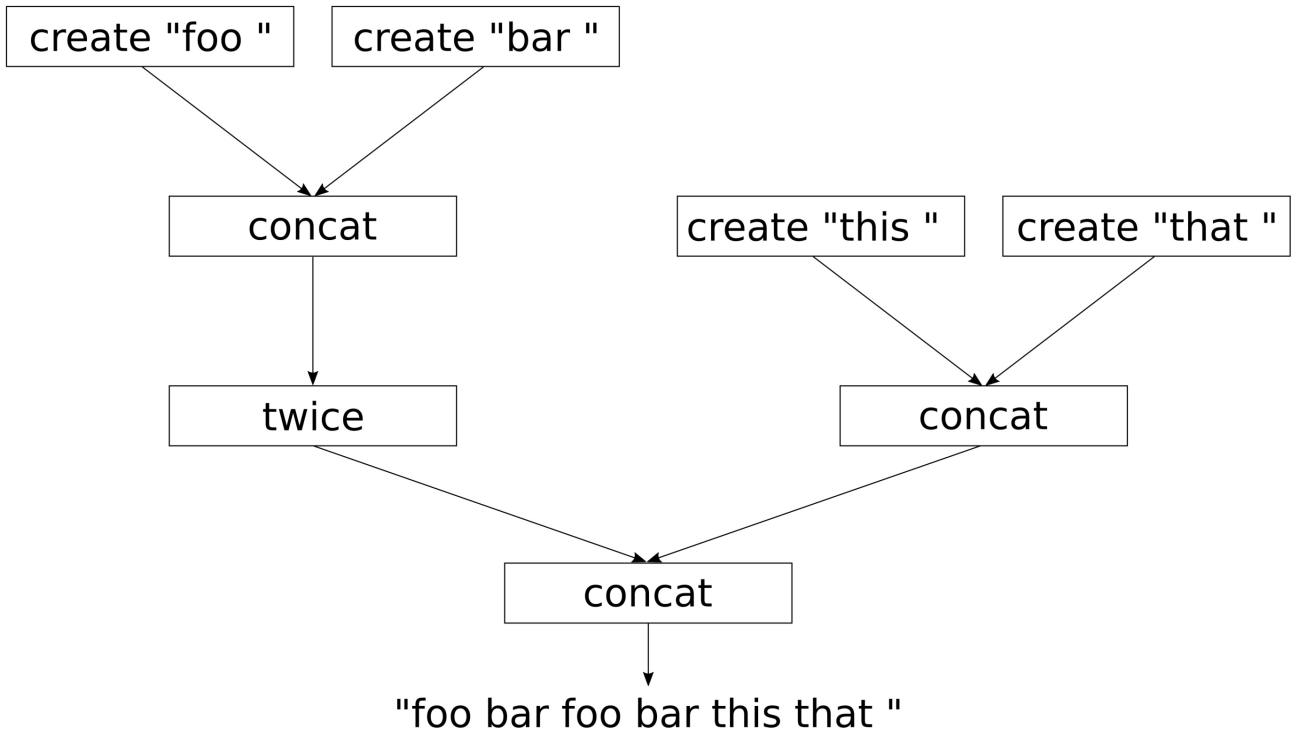 create "foo "
create "bar "
concat
create "this "
create "that "
twice
concat
concat
"foo bar foo bar this that "